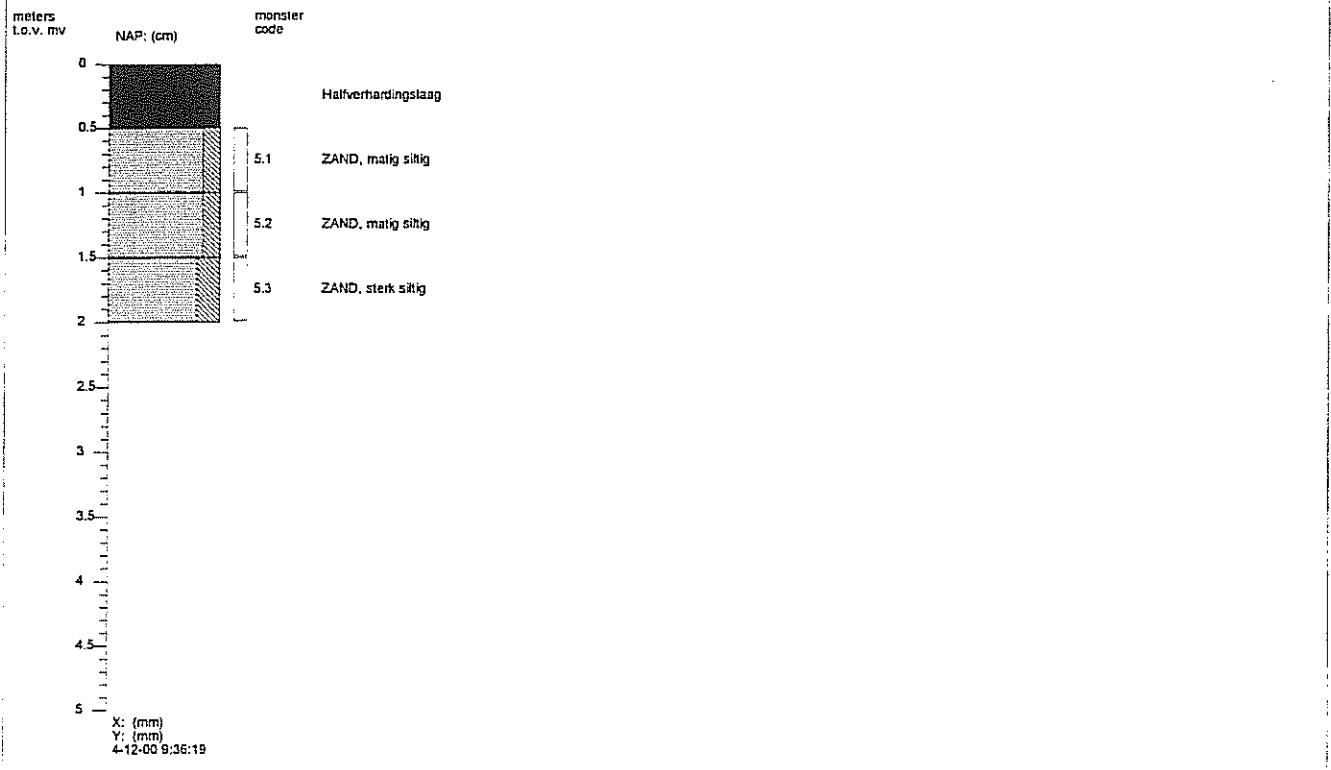 meters
t.o.v. mv
NAP: (cm)
monster
code
0
Halfverhardingslaag
0.5
5.1 ZAND, matig siltig
1
5.2 ZAND, matig siltig
1.5
5.3 ZAND, sterk siltig
2
2.5
3
3.5
4
4.5
5
X: (mm)
Y: (mm)
4-12-00 9:36:19